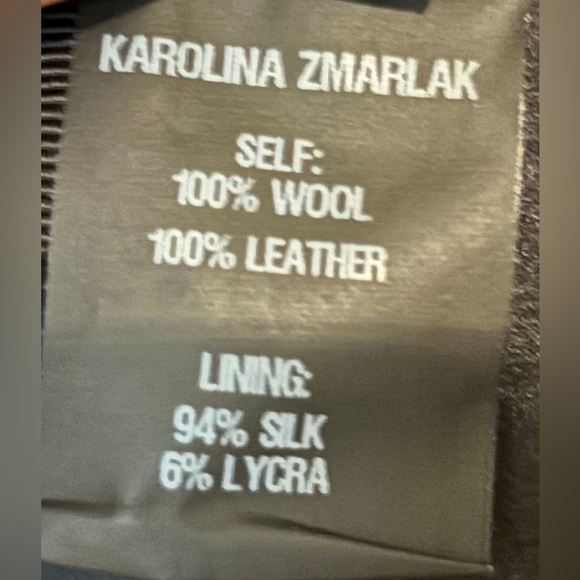 KAROLINA ZMARLAK
SELF:
100% WOOL
100% LEATHER
LINING:
94% SILK
6% LYCRA